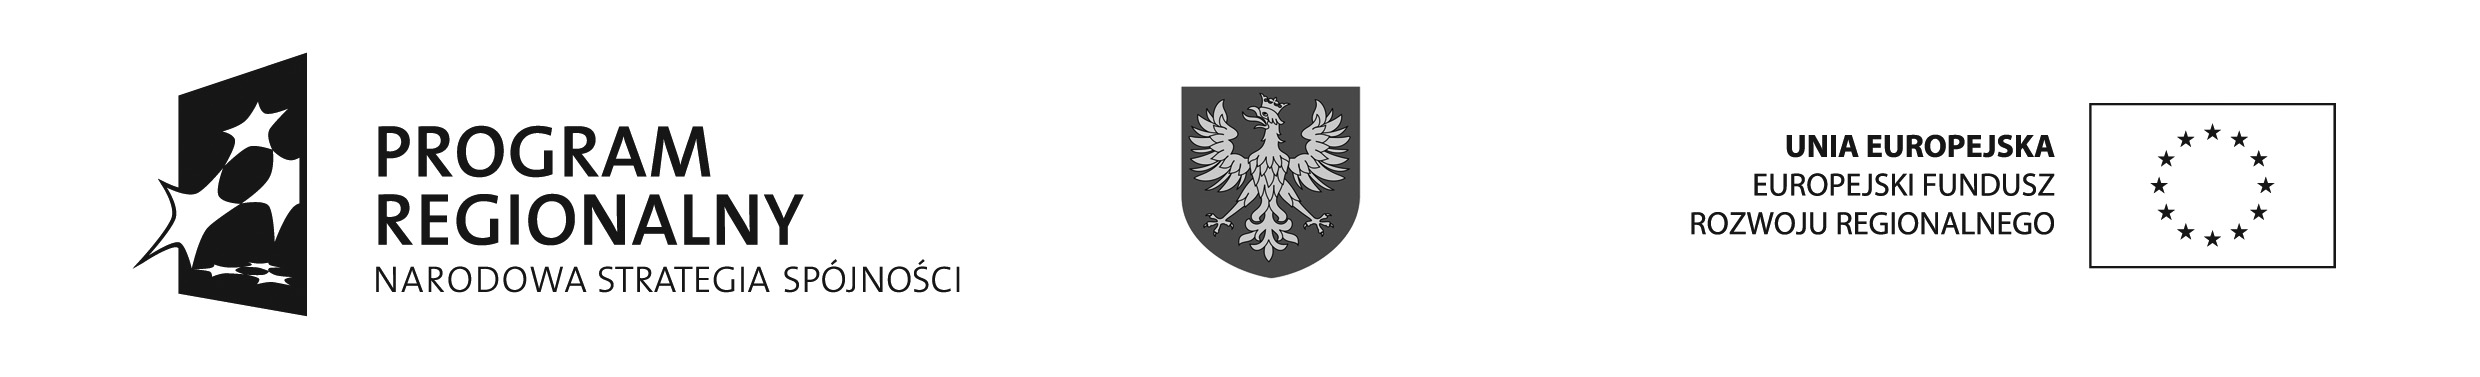 PROGRAM
REGIONALNY
NARODOWA STRATEGIA SPÓJNOŚCI
UNIA EUROPEJSKA
EUROPEJSKI FUNDUSZ
ROZWOJU REGIONALNEGO